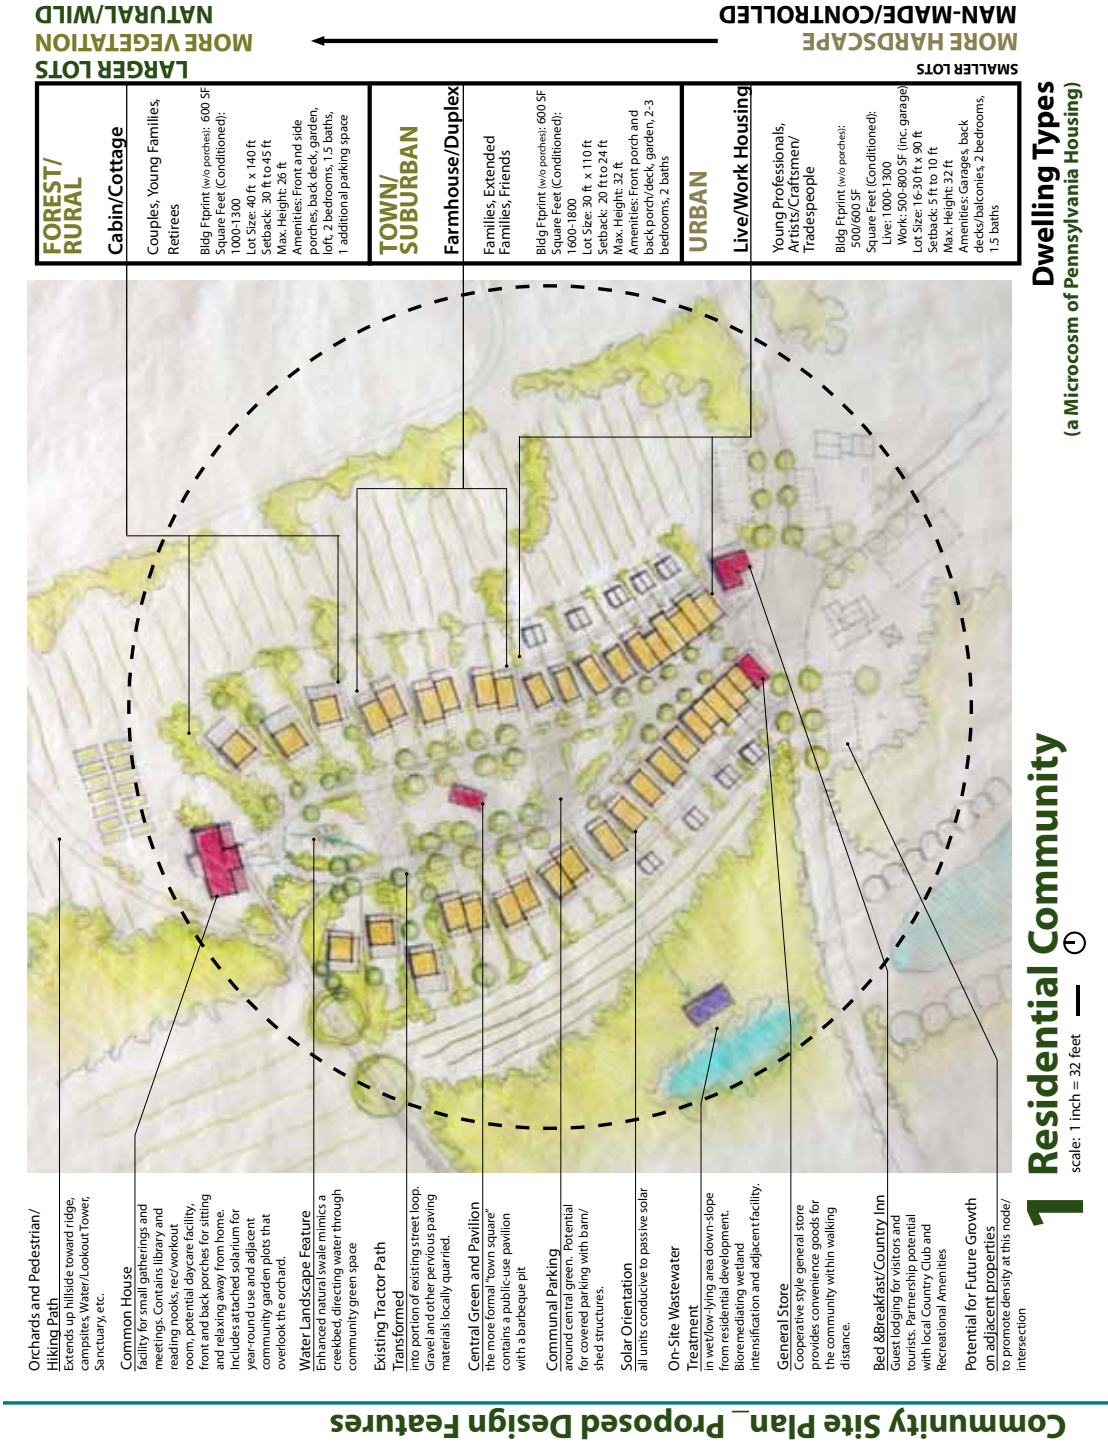 Community Site Plan_ Proposed Design Features
Orchards and Pedestrian/
Hiking Path
Extends up hillside toward ridge,
campsites, Water/Lookout Tower,
Sanctuary, etc.
Common House
facility for small gatherings and
meetings. Contains library and
reading nooks, rec/workout
room, potential daycare facility,
front and back porches for sitting
and relaxing away from home.
Includes attached solarium for
year-round use and adjacent
community garden plots that
overlook the orchard.
Water Landscape Feature
Enhanced natural swale mimics a
creekbed, directing water through
community green space
Existing Tractor Path
Transformed
into portion of existing street loop.
Gravel and other pervious paving
materials locally quarried.
Central Green and Pavilion
the more formal "town square"
contains a public-use pavilion
with a barbeque pit
Communal Parking
around central green. Potential
for covered parking with barn/
shed structures.
Solar Orientation
all units conducive to passive solar
On-Site Wastewater
Treatment
in wet/low-lying area down-slope
from residential development.
Bioremediating wetland
intensification and adjacent facility.
General Store
Cooperative style general store
provides convenience goods for
the community within walking
distance.
Bed &Breakfast/Country Inn
Guest lodging for visitors and
tourists. Partnership potential
with local Country Club and
Recreational Amenities
Potential for Future Growth
on adjacent properties
to promote density at this node/
intersection
1 Residential Community
scale: 1 inch = 32 feet
FOREST/
RURAL
Cabin/Cottage
Couples, Young Families,
Retirees
Bldg Ftprint (w/o porches): 600 SF
Square Feet (Conditioned):
1000-1300
Lot Size: 40 ft x 140 ft
Setback: 30 ft to 45 ft
Max. Height: 26 ft
Amenities: Front and side
porches, back deck, garden,
loft, 2 bedrooms, 1.5 baths,
1 additional parking space
TOWN/
SUBURBAN
Farmhouse/Duplex
Families, Extended
Families, Friends
Bldg Ftprint (w/o porches): 600 SF
Square Feet (Conditioned):
1600-1800
Lot Size: 30 ft x 110 ft
Setback: 20 ft to 24 ft
Max. Height: 32 ft
Amenities: Front porch and
back porch/deck, garden, 2-3
bedrooms, 2 baths
URBAN
Live/Work Housing
Young Professionals,
Artists/Craftsmen/
Tradespeople
Bldg Ftprint (w/o porches):
500/600 SF
Square Feet (Conditioned):
Live: 1000-1300
Work: 500-800 SF (inc. garage)
Lot Size: 16-30 ft x 90 ft
Setback: 5 ft to 10 ft
Max. Height: 32 ft
Amenities: Garages, back
decks/balconies, 2 bedrooms,
1.5 baths
Dwelling Types
(a Microcosm of Pennsylvania Housing)
SMALLER LOTS
MORE HARDSCAPE
MAN-MADE/CONTROLLED
LARGER LOTS
MORE VEGETATION
NATURAL/WILD